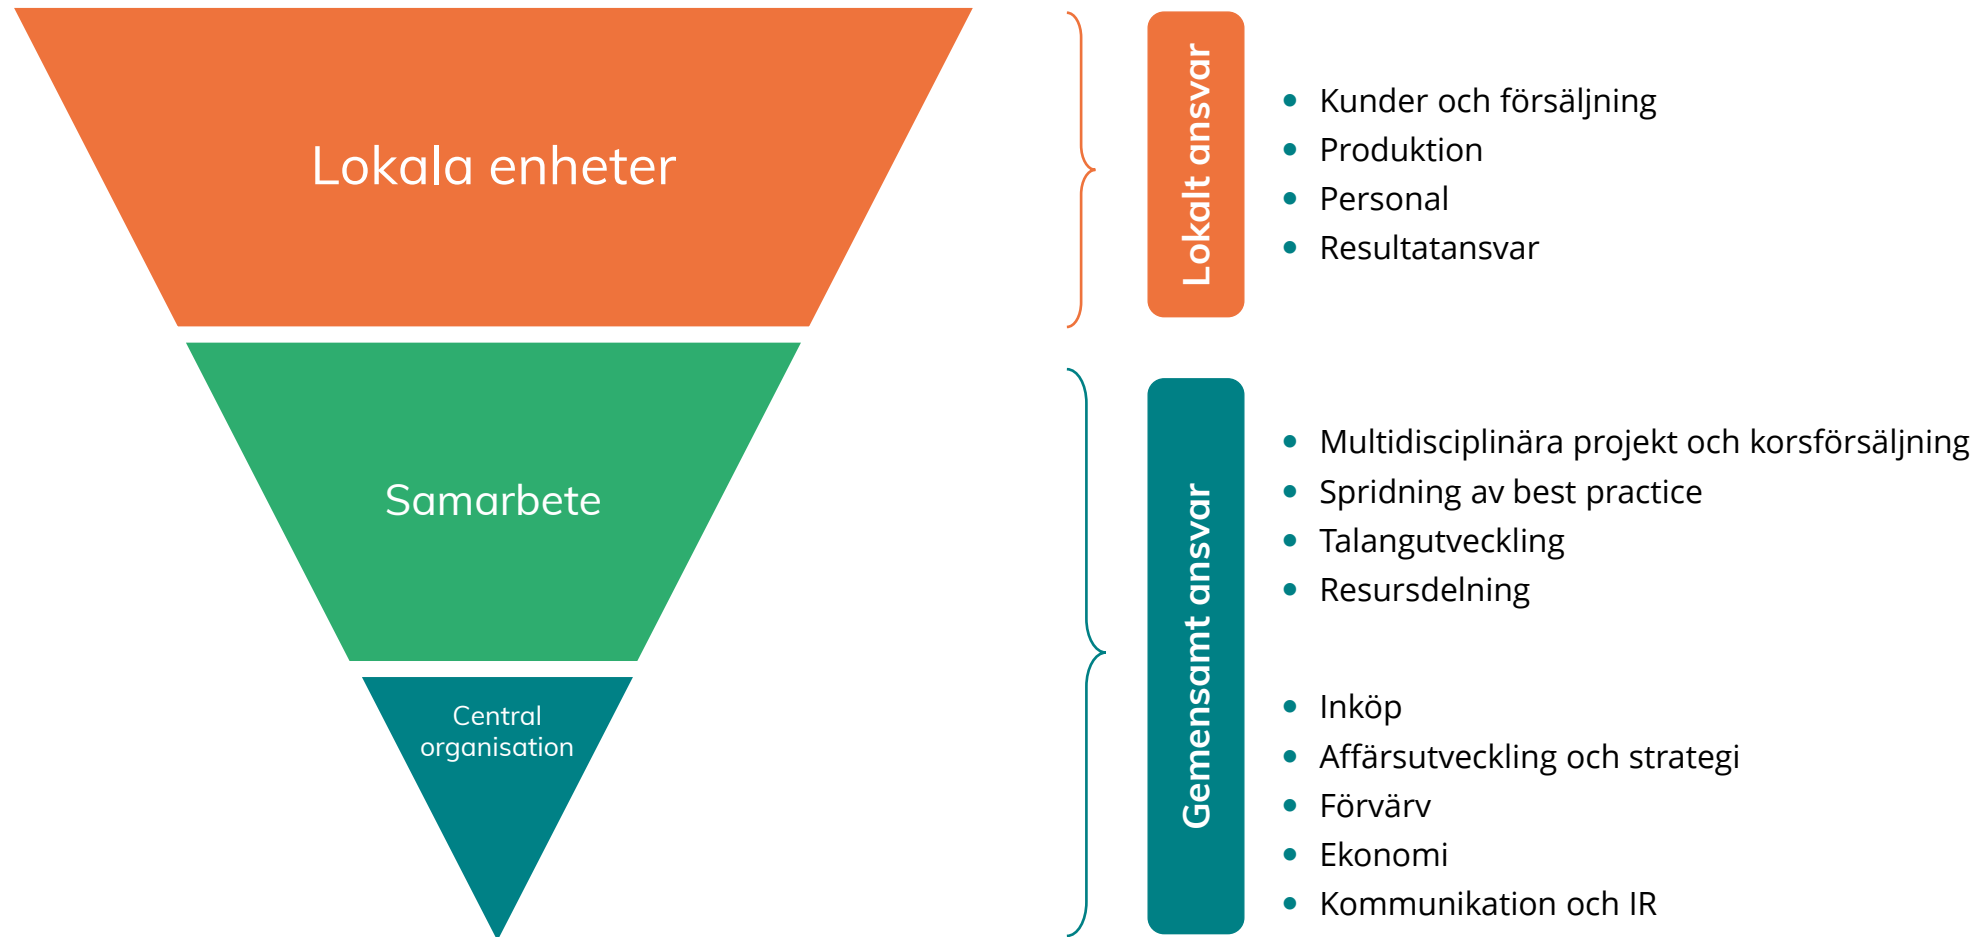 Lokala enheter
Samarbete
Central
organisation
Lokalt ansvar
Kunder och försäljning
Produktion
Personal
Resultatansvar
Gemensamt ansvar
Multidisciplinära projekt och korsförsäljning
Spridning av best practice
Talangutveckling
Resursdelning
Inköp
Affärsutveckling och strategi
Förvärv
Ekonomi
Kommunikation och IR